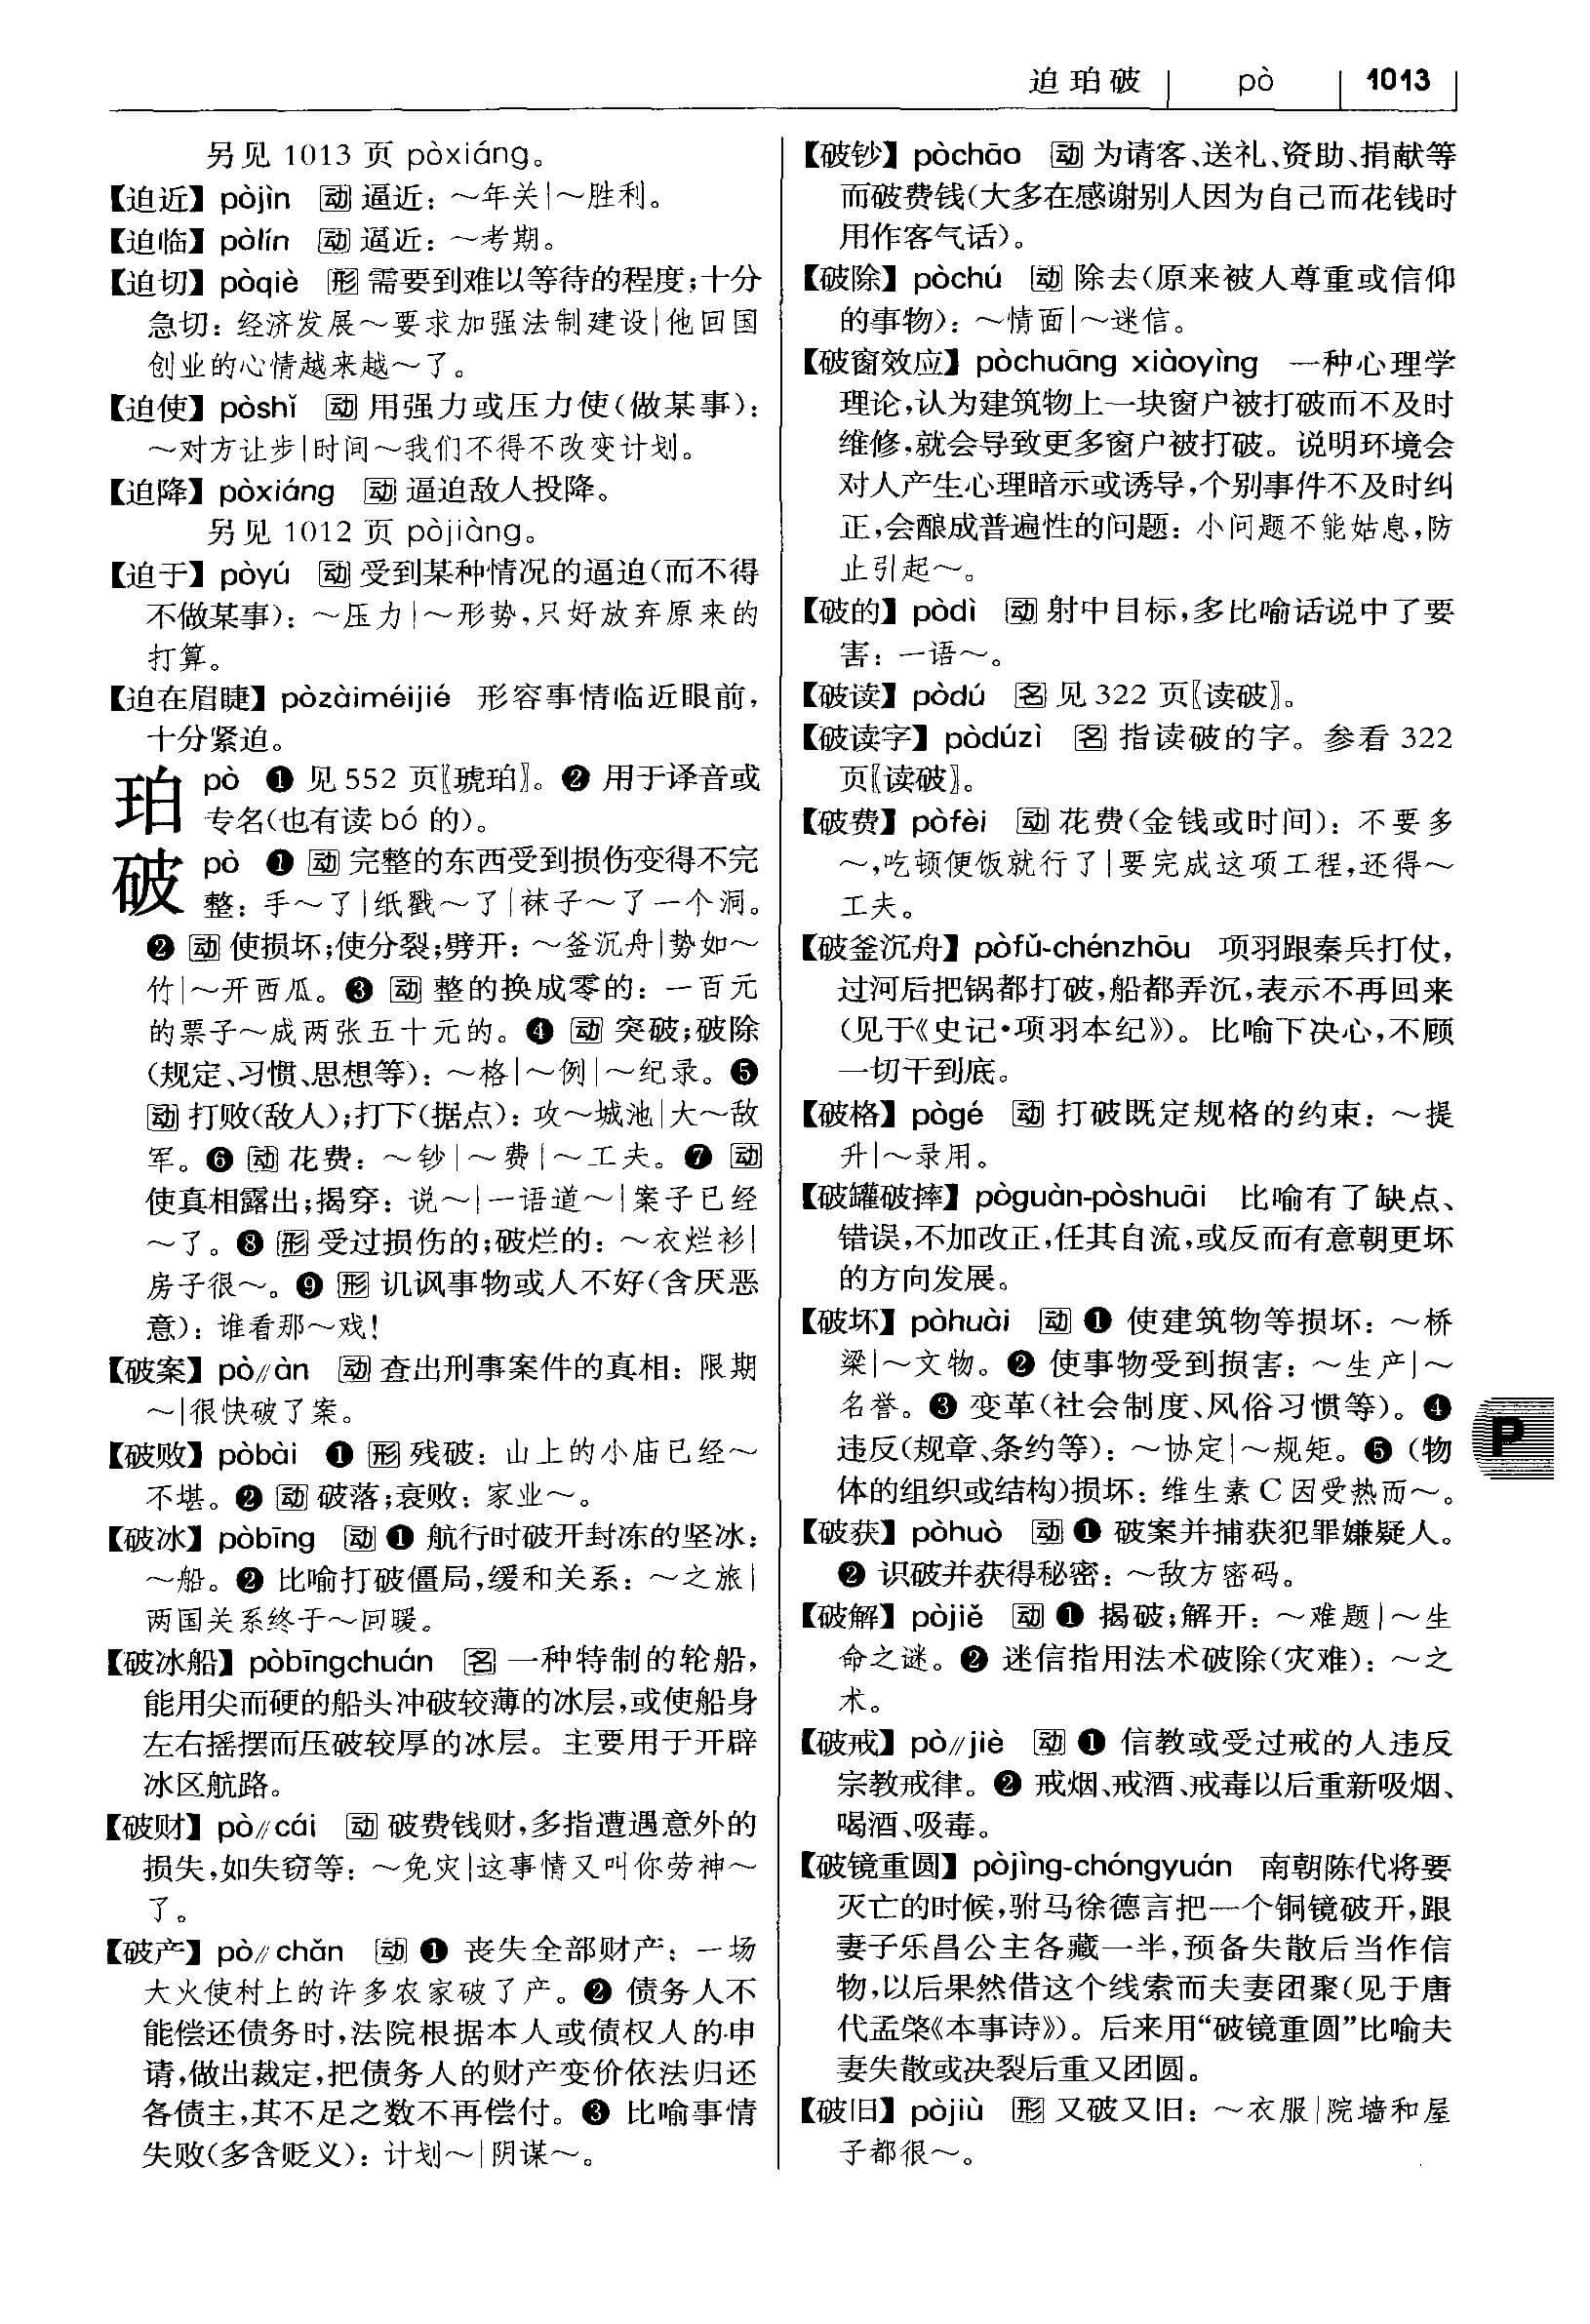 迫珀破 pò 1013
另见 1013 页 pòxiáng。
【迫近】pòjìn 动 逼近：～年关|～胜利。
【迫临】pòlín 动 逼近：～考期。
【迫切】pòqiè 形 需要到难以等待的程度;十分
急切：经济发展～要求加强法制建设|他回国
创业的心情越来越～了。
【迫使】pòshǐ 动 用强力或压力使(做某事)：
～对方让步|时间～我们不得不改变计划。
【迫降】pòxiáng 动 逼迫敌人投降。
另见 1012 页 pòjiàng。
【迫于】pòyú 动 受到某种情况的逼迫(而不得
不做某事)：～压力|～形势,只好放弃原来的
打算。
【迫在眉睫】pòzàiméijié 形容事情临近眼前,
十分紧迫。
珀 pò ❶ 见 552 页〖琥珀〗。❷ 用于译音或
专名(也有读 bó 的)。
破 pò ❶ 动 完整的东西受到损伤变得不完
整：手～了|纸戳～了|袜子～了一个洞。
❷ 动 使损坏;使分裂;劈开：～釜沉舟|势如～
竹|～开西瓜。❸ 动 整的换成零的：一百元
的票子～成两张五十元的。❹ 动 突破;破除
(规定、习惯、思想等)：～格|～例|～纪录。❺
动 打败(敌人);打下(据点)：攻～城池|大～敌
军。❻ 动 花费：～钞|～费|～工夫。❼ 动
使真相露出;揭穿：说～|一语道～|案子已经
～了。❽ 形 受过损伤的;破烂的：～衣烂衫|
房子很～。❾ 形 讥讽事物或人不好(含厌恶
意)：谁看那～戏!
【破案】pò//àn 动 查出刑事案件的真相：限期
～|很快破了案。
【破败】pòbài ❶ 形 残破：山上的小庙已经～
不堪。❷ 动 破落;衰败：家业～。
【破冰】pòbīng 动 ❶ 航行时破开封冻的坚冰：
～船。❷ 比喻打破僵局,缓和关系：～之旅|
两国关系终于～回暖。
【破冰船】pòbīngchuán 名 一种特制的轮船,
能用尖而硬的船头冲破较薄的冰层,或使船身
左右摇摆而压破较厚的冰层。主要用于开辟
冰区航路。
【破财】pò//cái 动 破费钱财,多指遭遇意外的
损失,如失窃等：～免灾|这事情又叫你劳神～
了。
【破产】pò//chǎn 动 ❶ 丧失全部财产：一场
大火使村上的许多农家破了产。❷ 债务人不
能偿还债务时,法院根据本人或债权人的申
请,做出裁定,把债务人的财产变价依法归还
各债主,其不足之数不再偿付。❸ 比喻事情
失败(多含贬义)：计划～|阴谋～。
【破钞】pòchāo 动 为请客、送礼、资助、捐献等
而破费钱(大多在感谢别人因为自己而花钱时
用作客气话)。
【破除】pòchú 动 除去(原来被人尊重或信仰
的事物)：～情面|～迷信。
【破窗效应】pòchuāng xiàoyìng 一种心理学
理论,认为建筑物上一块窗户被打破而不及时
维修,就会导致更多窗户被打破。说明环境会
对人产生心理暗示或诱导,个别事件不及时纠
正,会酿成普遍性的问题：小问题不能姑息,防
止引起～。
【破的】pòdì 动 射中目标,多比喻话说中了要
害：一语～。
【破读】pòdú 名 见 322 页〖读破〗。
【破读字】pòdúzì 名 指读破的字。参看 322
页〖读破〗。
【破费】pòfèi 动 花费(金钱或时间)：不要多
～,吃顿便饭就行了|要完成这项工程,还得～
工夫。
【破釜沉舟】pòfǔ-chénzhōu 项羽跟秦兵打仗,
过河后把锅都打破,船都弄沉,表示不再回来
(见于《史记·项羽本纪》)。比喻下决心,不顾
一切干到底。
【破格】pògé 动 打破既定规格的约束：～提
升|～录用。
【破罐破摔】pòguàn-pòshuāi 比喻有了缺点、
错误,不加改正,任其自流,或反而有意朝更坏
的方向发展。
【破坏】pòhuài 动 ❶ 使建筑物等损坏：～桥
梁|～文物。❷ 使事物受到损害：～生产|～
名誉。❸ 变革(社会制度、风俗习惯等)。❹
违反(规章、条约等)：～协定|～规矩。❺ (物
体的组织或结构)损坏：维生素 C 因受热而～。
【破获】pòhuò 动 ❶ 破案并捕获犯罪嫌疑人。
❷ 识破并获得秘密：～敌方密码。
【破解】pòjiě 动 ❶ 揭破;解开：～难题|～生
命之谜。❷ 迷信指用法术破除(灾难)：～之
术。
【破戒】pò//jiè 动 ❶ 信教或受过戒的人违反
宗教戒律。❷ 戒烟、戒酒、戒毒以后重新吸烟、
喝酒、吸毒。
【破镜重圆】pòjìng-chóngyuán 南朝陈代将要
灭亡的时候,驸马徐德言把一个铜镜破开,跟
妻子乐昌公主各藏一半,预备失散后当作信
物,以后果然借这个线索而夫妻团聚(见于唐
代孟棨《本事诗》)。后来用“破镜重圆”比喻夫
妻失散或决裂后重又团圆。
【破旧】pòjiù 形 又破又旧：～衣服|院墙和屋
子都很～。
P